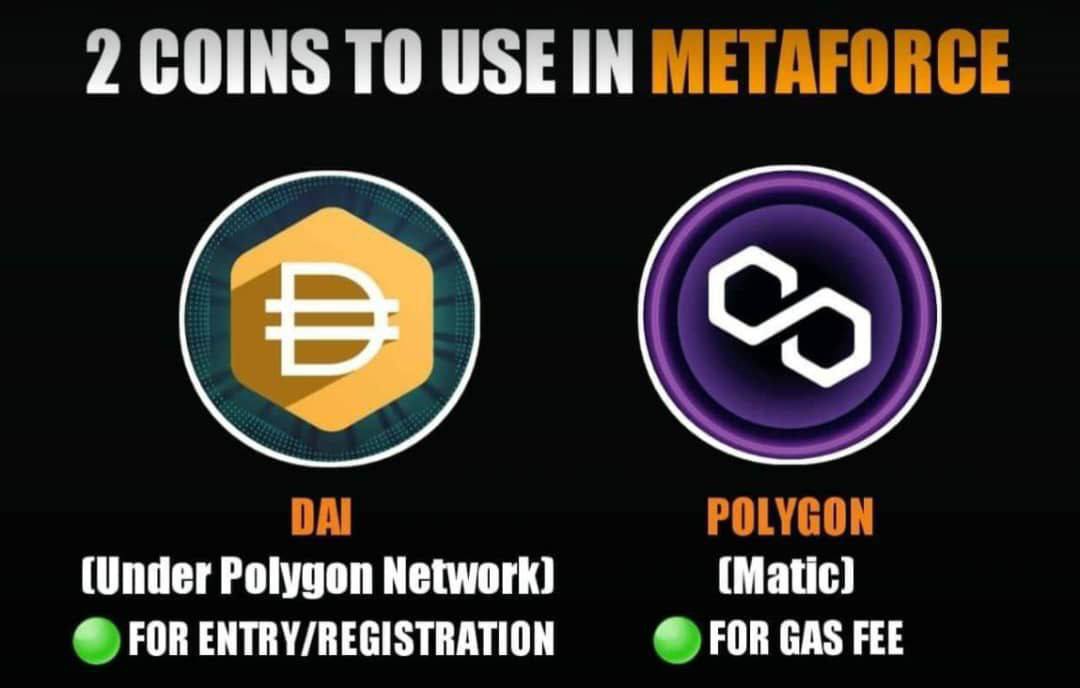 2 COINS TO USE IN METAFORCE
DAI
(Under Polygon Network)
FOR ENTRY/REGISTRATION
POLYGON
(Matic)
FOR GAS FEE